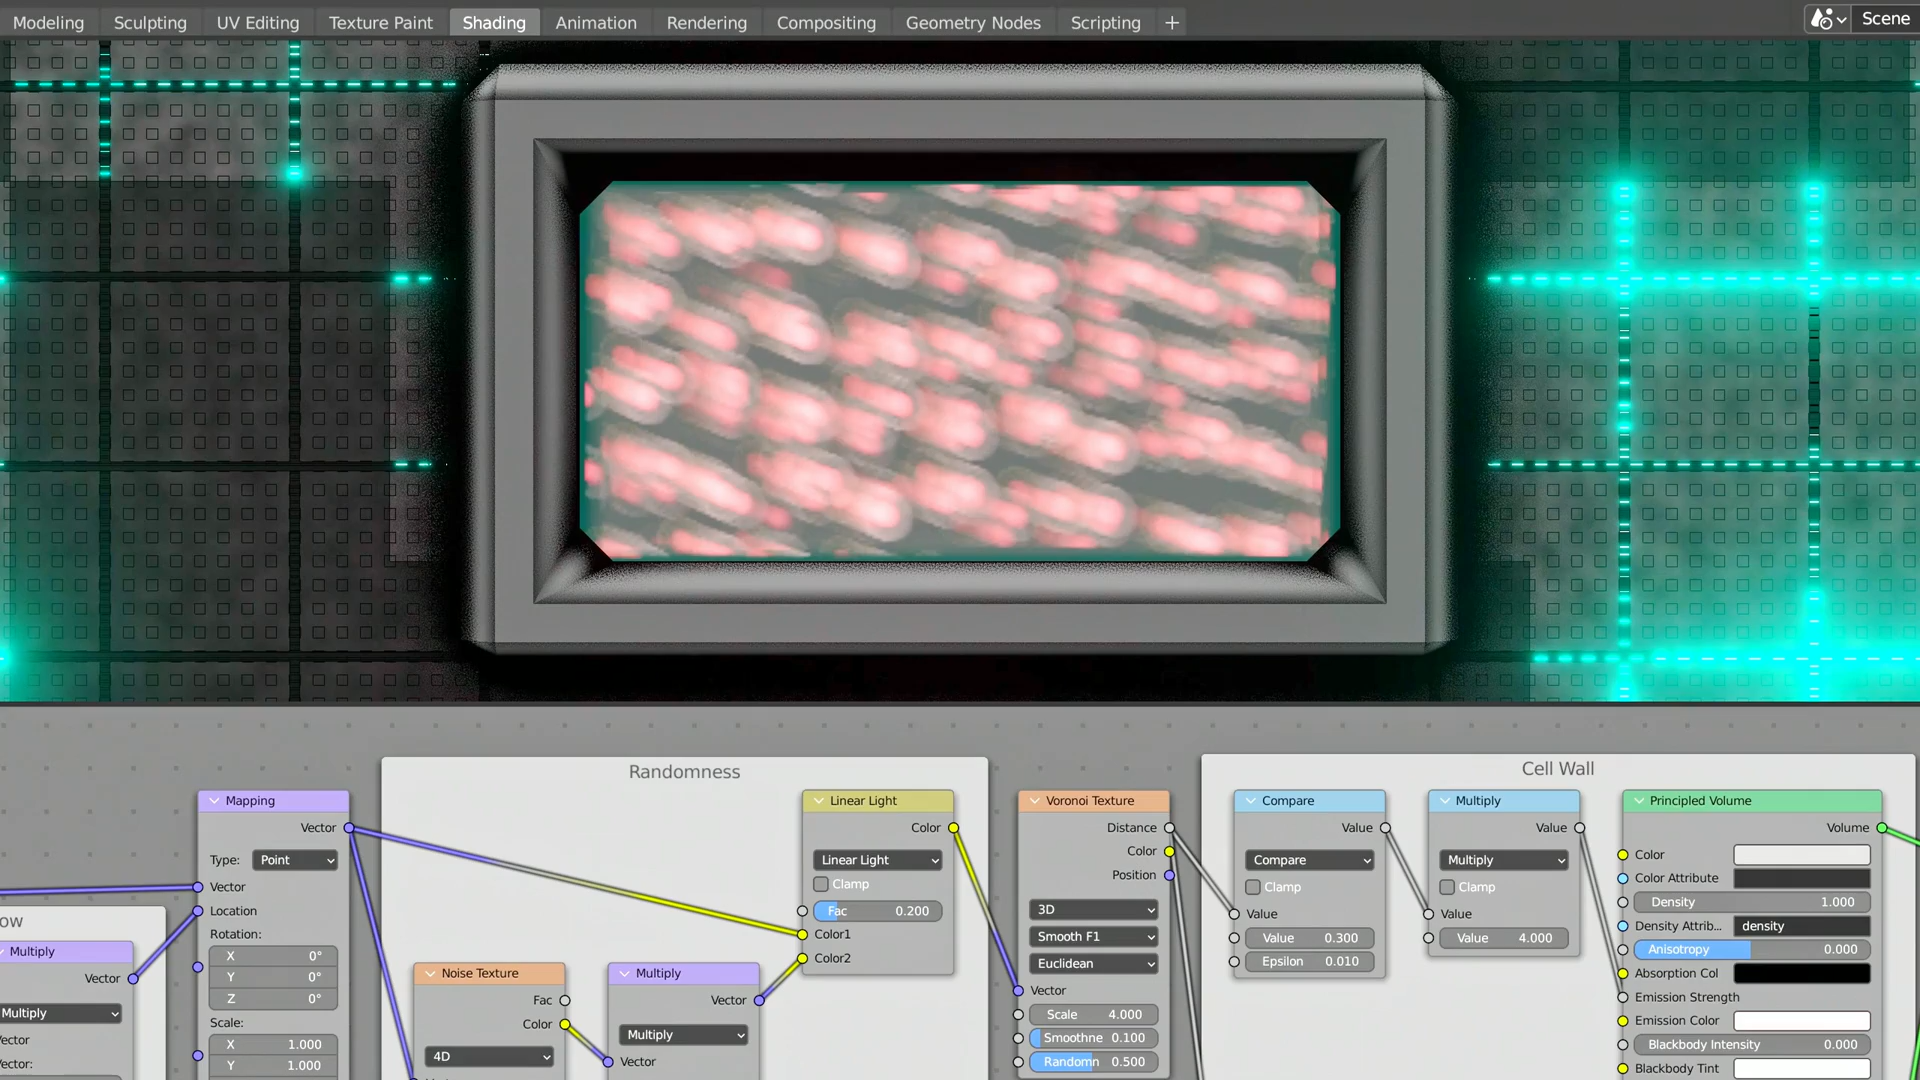 Modeling Sculpting UV Editing Texture Paint Shading Animation Rendering Compositing Geometry Nodes Scripting + Scene
Randomness
Cell Wall
Mapping
Vector
Type: Point
Vector
Location
Rotation:
X 0°
Y 0°
Z 0°
Scale:
X 1.000
Y 1.000
Multiply
Vector
Multiply
Noise Texture
Fac
Color
4D
Multiply
Vector
Multiply
Vector
Linear Light
Color
Linear Light
Clamp
Fac 0.200
Color1
Color2
Voronoi Texture
Distance
Color
Position
3D
Smooth F1
Euclidean
Vector
Scale 4.000
Smoothne 0.100
Randomn 0.500
Compare
Value
Compare
Clamp
Value
Value 0.300
Epsilon 0.010
Multiply
Value
Multiply
Clamp
Value
Value 4.000
Principled Volume
Volume
Color
Color Attribute
Density 1.000
Density Attrib... density
Anisotropy 0.000
Absorption Col
Emission Strength
Emission Color
Blackbody Intensity 0.000
Blackbody Tint